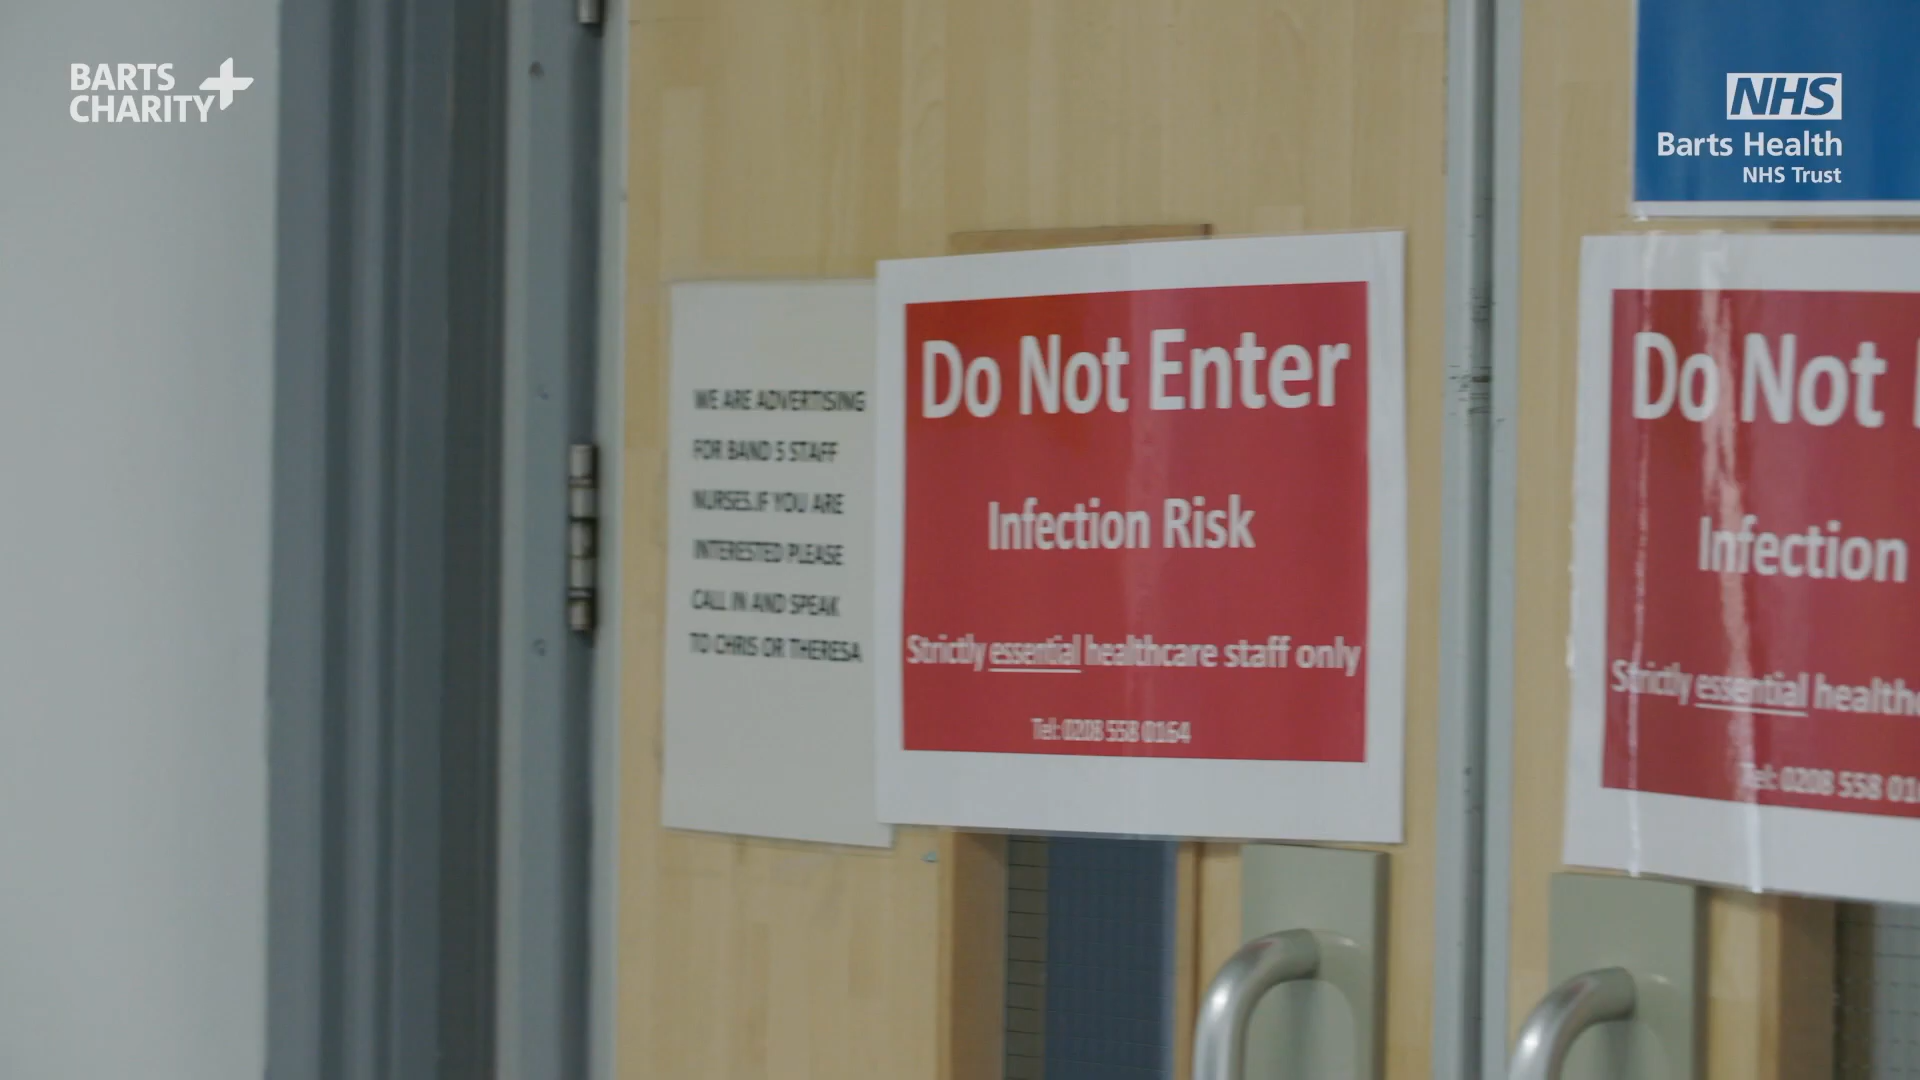 BARTS
CHARITY
NHS
Barts Health
NHS Trust
WE ARE ADVERTISING
FOR BAND 5 STAFF
NURSES.IF YOU ARE
INTERESTED PLEASE
CALL IN AND SPEAK
TO CHRIS OR THERESA
Do Not Enter
Infection Risk
Strictly essential healthcare staff only
Tel: 0208 558 0164
Do Not
Infection
Strictly essential
Tel: 0208 558